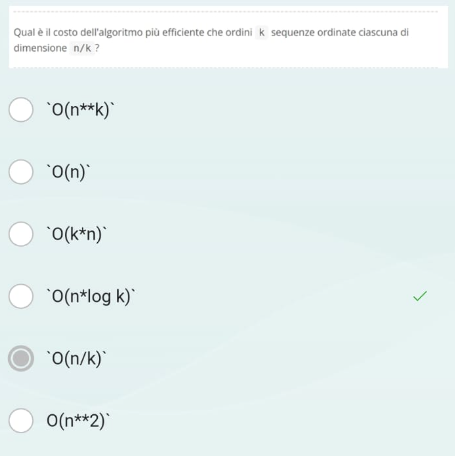 Qual è il costo dell'algoritmo più efficiente che ordini k sequenze ordinate ciascuna di
dimensione n/k ?
`O(n**k)`
`O(n)`
`O(k*n)`
`O(n*log k)`
`O(n/k)`
O(n**2)`